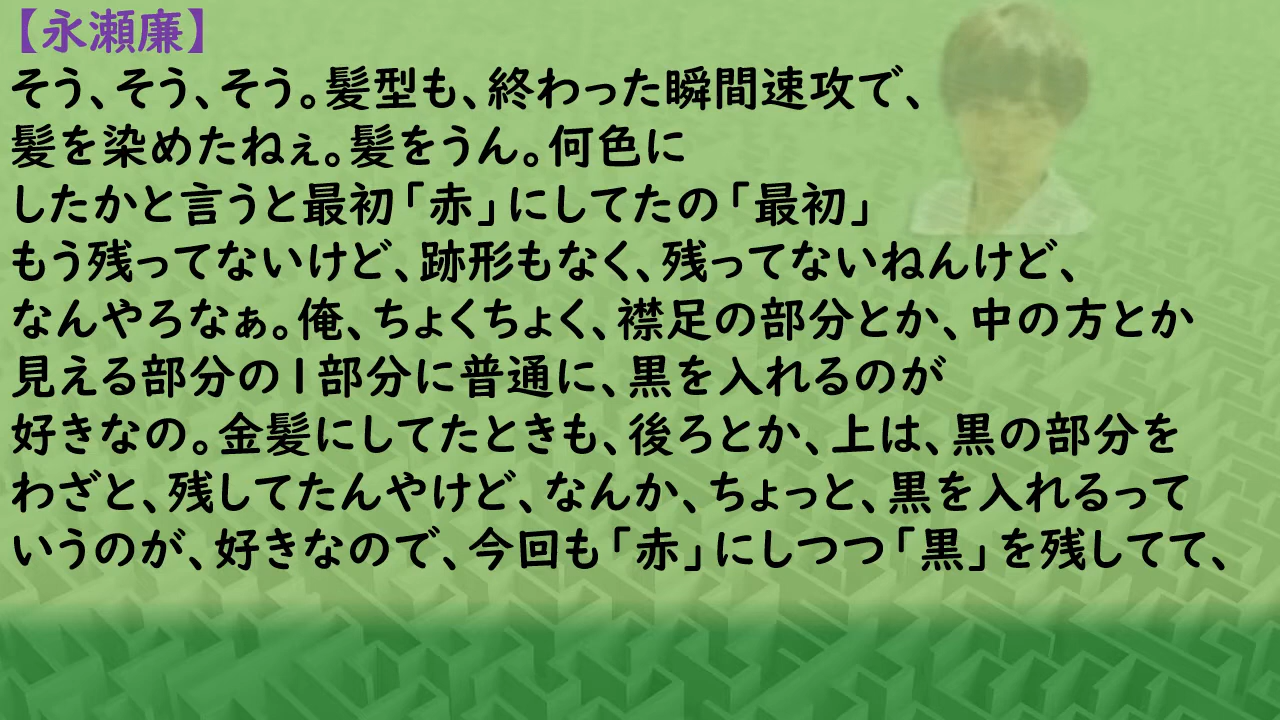 【永瀬廉】
そう、そう、そう。髪型も、終わった瞬間速攻で、
髪を染めたねぇ。髪をうん。何色に
したかと言うと最初「赤」にしてたの「最初」
もう残ってないけど、跡形もなく、残ってないねんけど、
なんやろなぁ。俺、ちょくちょく、襟足の部分とか、中の方とか
見える部分の1部分に普通に、黒を入れるのが
好きなの。金髪にしてたときも、後ろとか、上は、黒の部分を
わざと、残してたんやけど、なんか、ちょっと、黒を入れるって
いうのが、好きなので、今回も「赤」にしつつ「黒」を残してて、